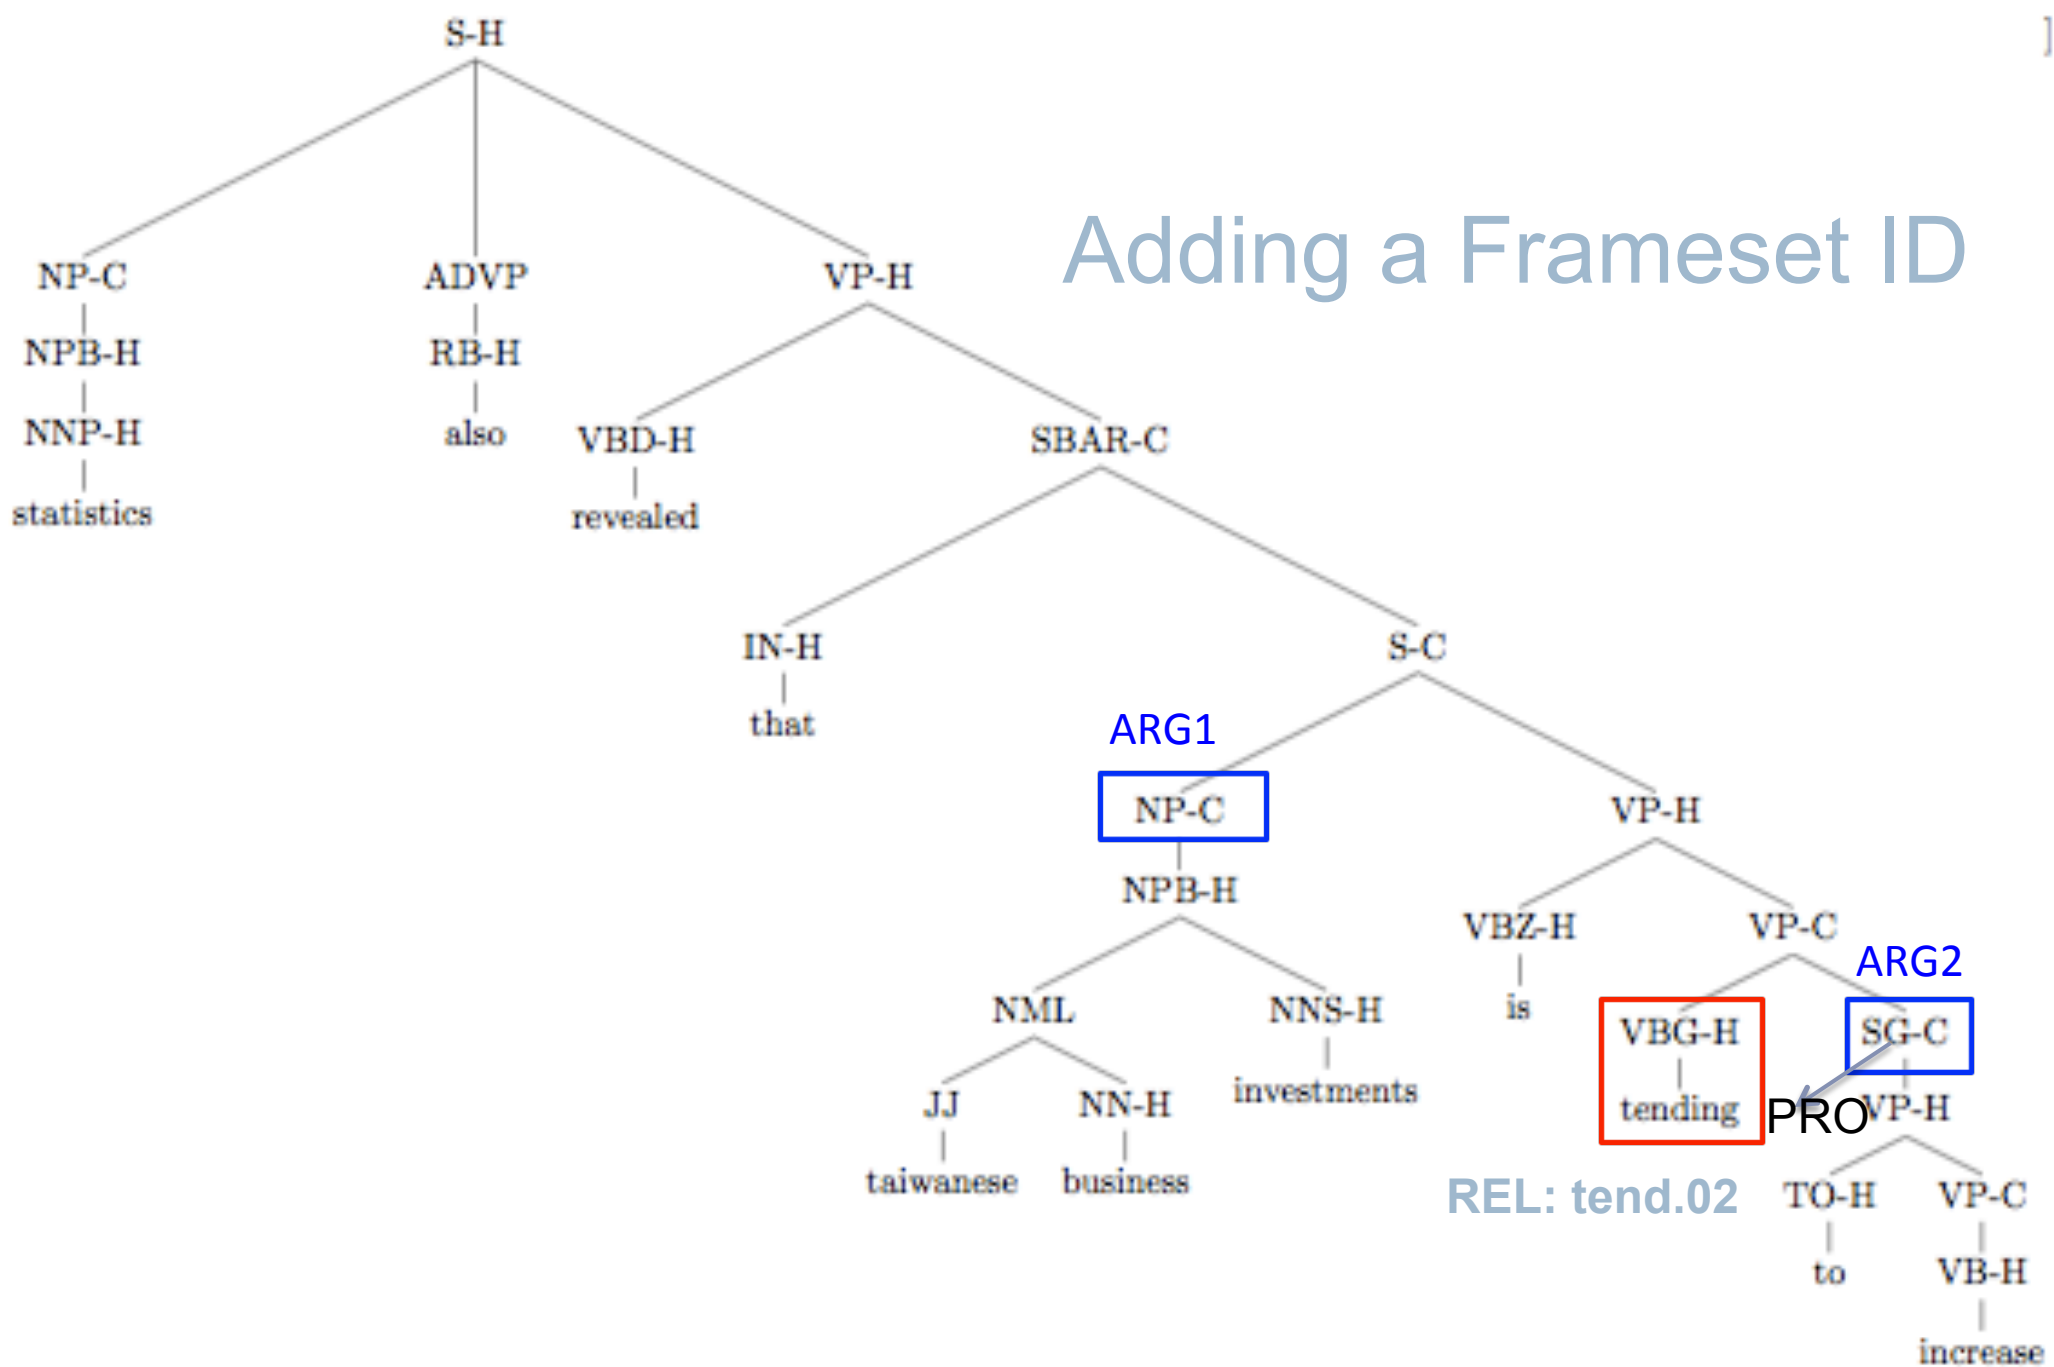 S-H
]
Adding a Frameset ID
NP-C ADVP VP-H
NPB-H RB-H
NNP-H also VBD-H SBAR-C
statistics revealed
IN-H S-C
that
ARG1
NP-C VP-H
NPB-H
VBZ-H VP-C
ARG2
NML NNS-H is
VBG-H SG-C
JJ NN-H investments tending PRO VP-H
taiwanese business
REL: tend.02 TO-H VP-C
to VB-H
increase